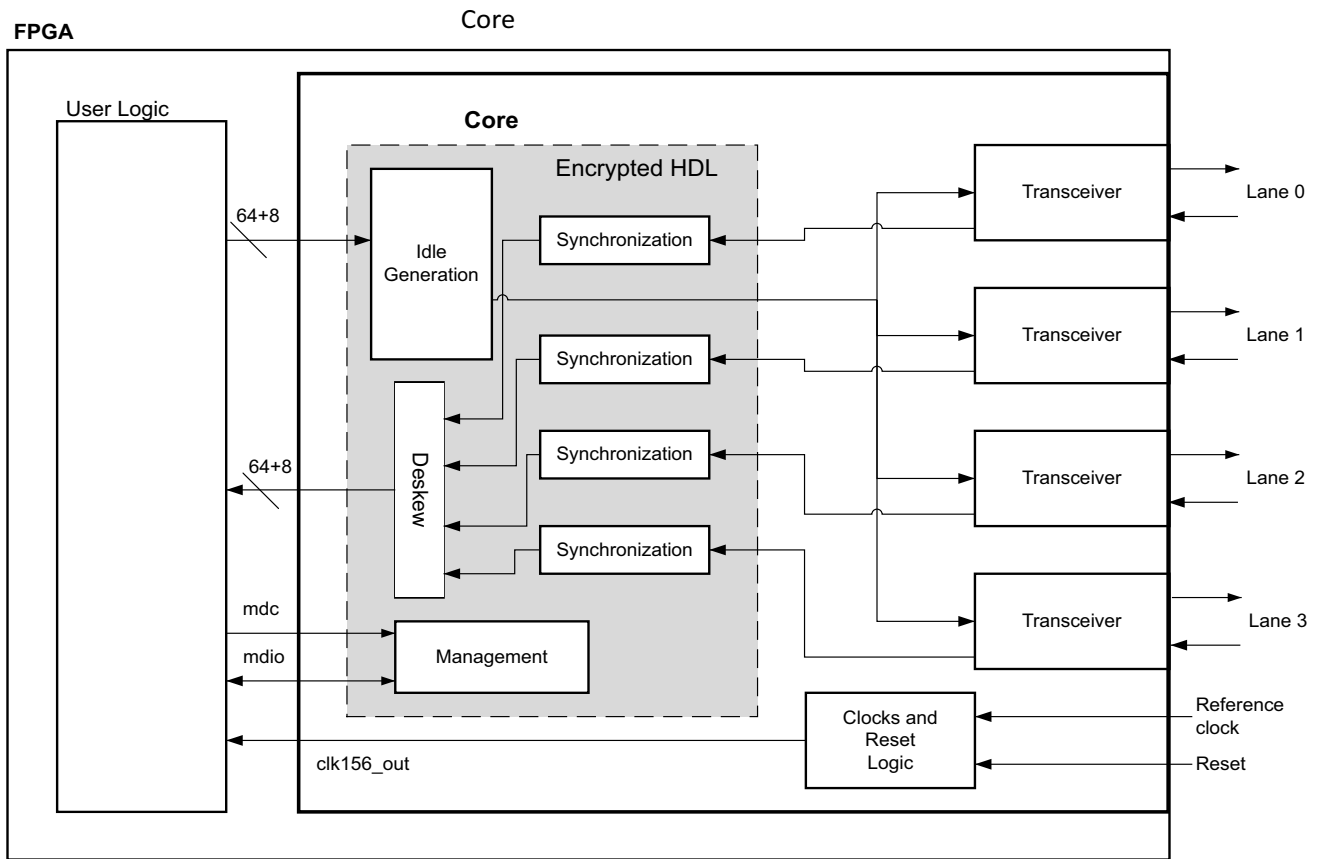 Core
FPGA
User Logic
Core
Encrypted HDL
Transceiver
Lane 0
64+8
Idle
Generation
Synchronization
Transceiver
Lane 1
Synchronization
64+8
Deskew
Synchronization
Transceiver
Lane 2
Synchronization
mdc
mdio
Management
Transceiver
Lane 3
Clocks and
Reset
Logic
Reference
clock
Reset
clk156_out